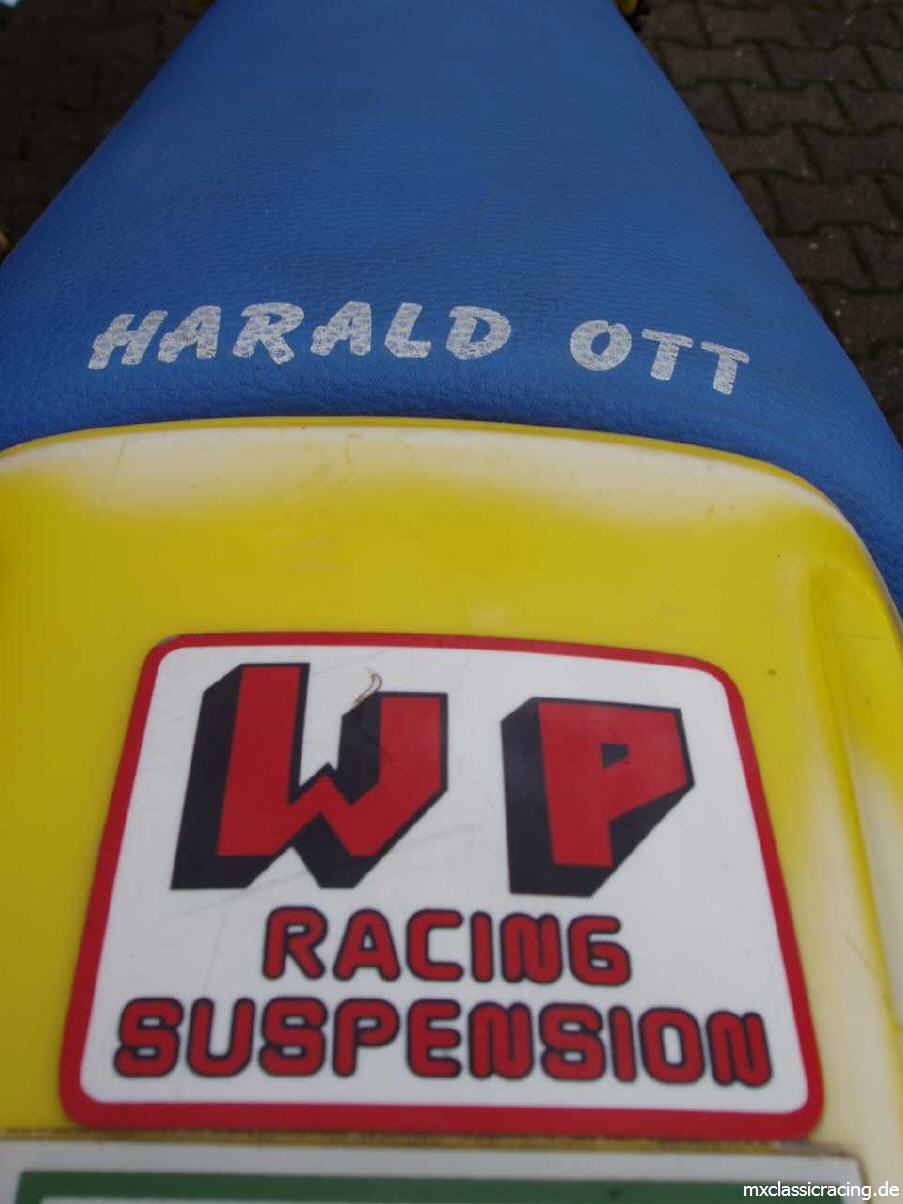 HARALD OTT
WP
RACING
SUSPENSION
mxclassicracing.de